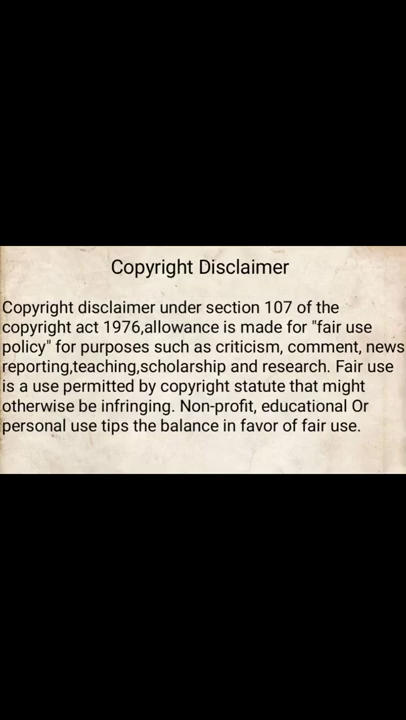 Copyright Disclaimer
Copyright disclaimer under section 107 of the
copyright act 1976,allowance is made for "fair use
policy" for purposes such as criticism, comment, news
reporting,teaching,scholarship and research. Fair use
is a use permitted by copyright statute that might
otherwise be infringing. Non-profit, educational Or
personal use tips the balance in favor of fair use.